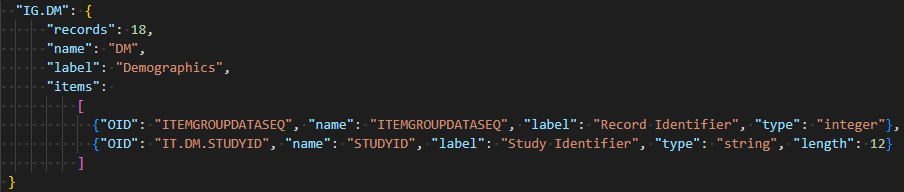 "IG.DM": {
"records": 18,
"name": "DM",
"label": "Demographics",
"items":
[
{"OID": "ITEMGROUPDATASEQ", "name": "ITEMGROUPDATASEQ", "label": "Record Identifier", "type": "integer"},
{"OID": "IT.DM.STUDYID", "name": "STUDYID", "label": "Study Identifier", "type": "string", "length": 12}
]
}